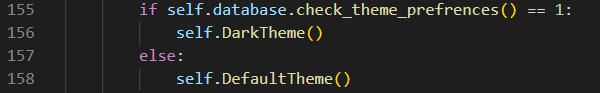 155 if self.database.check_theme_prefrences() == 1:
156 self.DarkTheme()
157 else:
158 self.DefaultTheme()